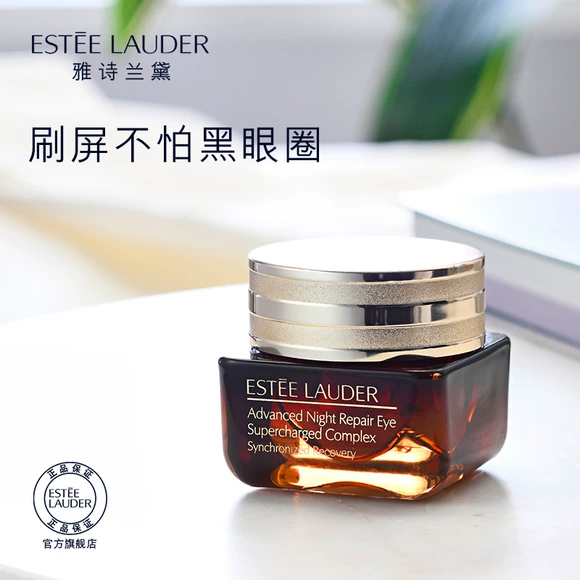 ESTĒE LAUDER
雅诗兰黛
刷屏不怕黑眼圈
ESTĒE LAUDER
Advanced Night Repair Eye
Supercharged Complex
Synchronized Recovery
正品保证
ESTĒE
LAUDER
正品保证
官方旗舰店